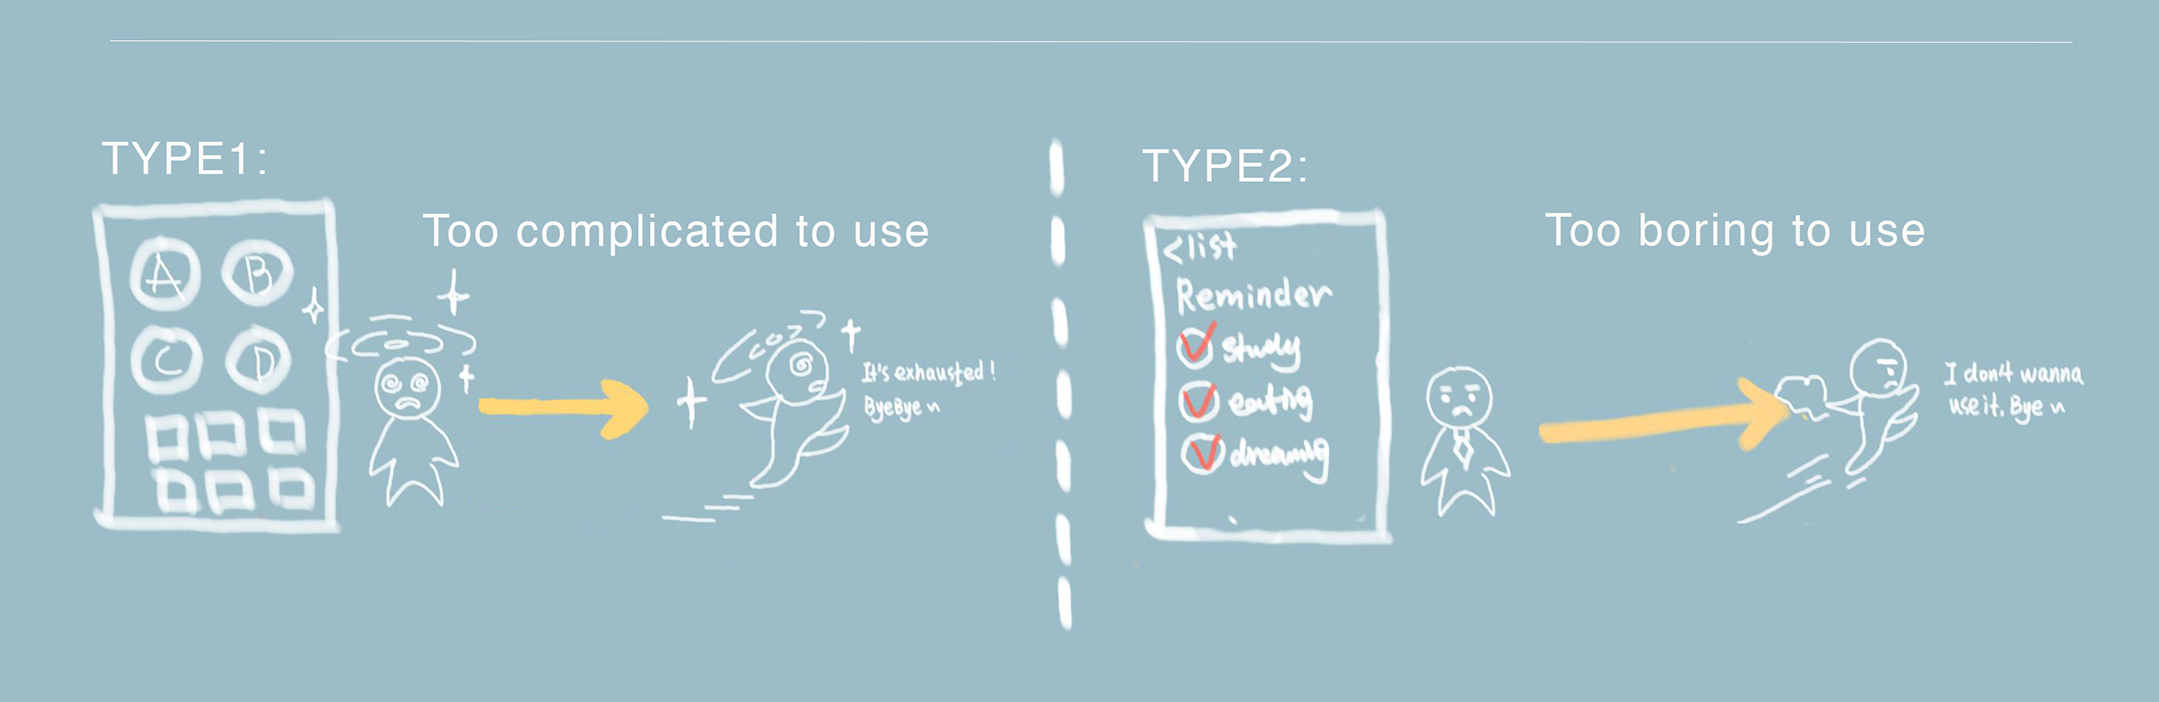 TYPE1:
Too complicated to use
A B
C D
It's exhausted!
ByeBye ~
TYPE2:
Too boring to use
<list
Reminder
study
eating
dreaming
I don't wanna
use it. Bye ~